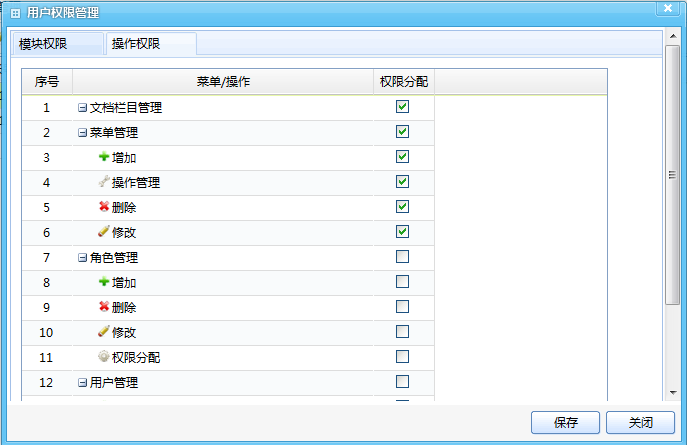 用户权限管理
模块权限 操作权限
序号 菜单/操作 权限分配
1 文档栏目管理
2 菜单管理
3 增加
4 操作管理
5 删除
6 修改
7 角色管理
8 增加
9 删除
10 修改
11 权限分配
12 用户管理
保存 关闭